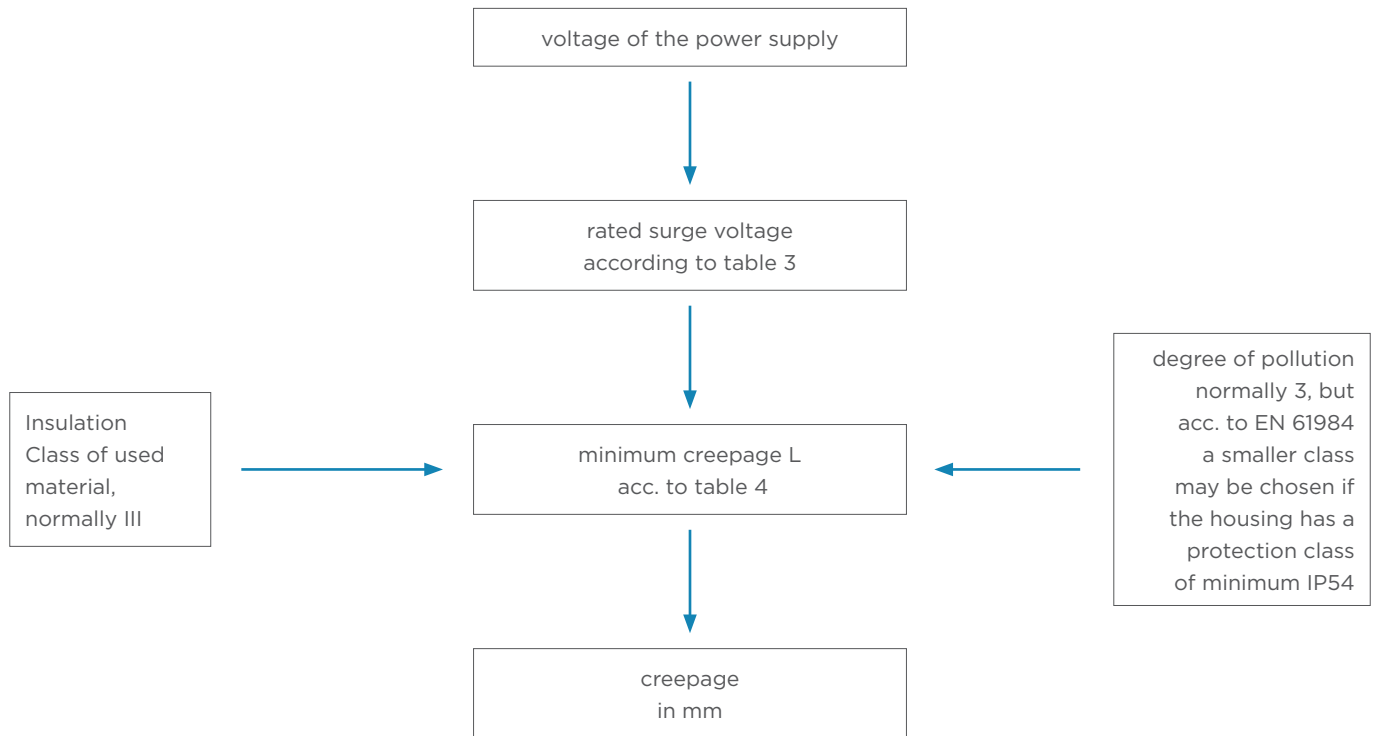 voltage of the power supply
rated surge voltage
according to table 3
Insulation
Class of used
material,
normally III
minimum creepage L
acc. to table 4
degree of pollution
normally 3, but
acc. to EN 61984
a smaller class
may be chosen if
the housing has a
protection class
of minimum IP54
creepage
in mm